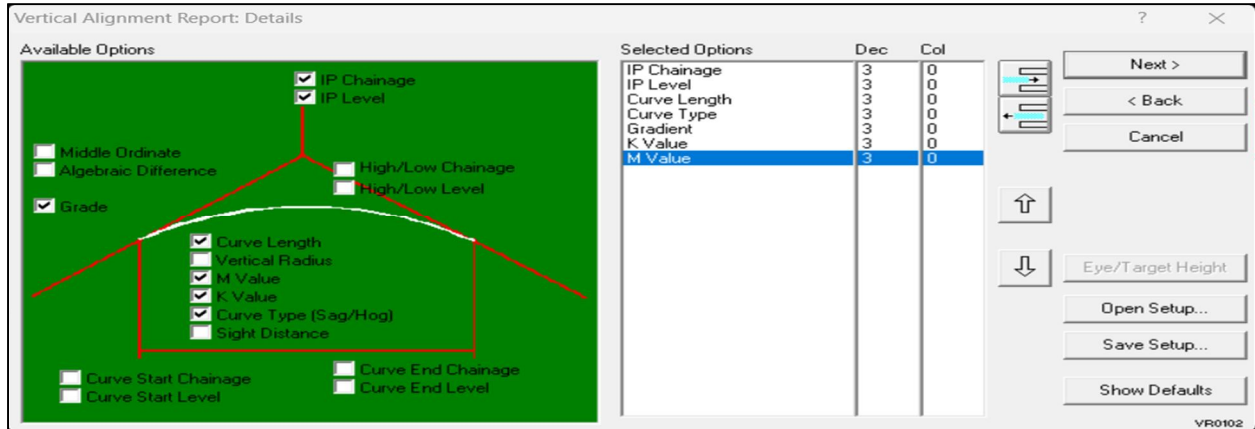 Vertical Alignment Report: Details ? ×
Available Options
IP Chainage
IP Level
Middle Ordinate
Algebraic Difference
High/Low Chainage
High/Low Level
Grade
Curve Length
Vertical Radius
M Value
K Value
Curve Type (Sag/Hog)
Sight Distance
Curve Start Chainage
Curve Start Level
Curve End Chainage
Curve End Level
Selected Options Dec Col
IP Chainage 3 0
IP Level 3 0
Curve Length 3 0
Curve Type 3 0
Gradient 3 0
K Value 3 0
M Value 3 0
Next >
< Back
Cancel
Eye/Target Height
Open Setup...
Save Setup...
Show Defaults
VR0102